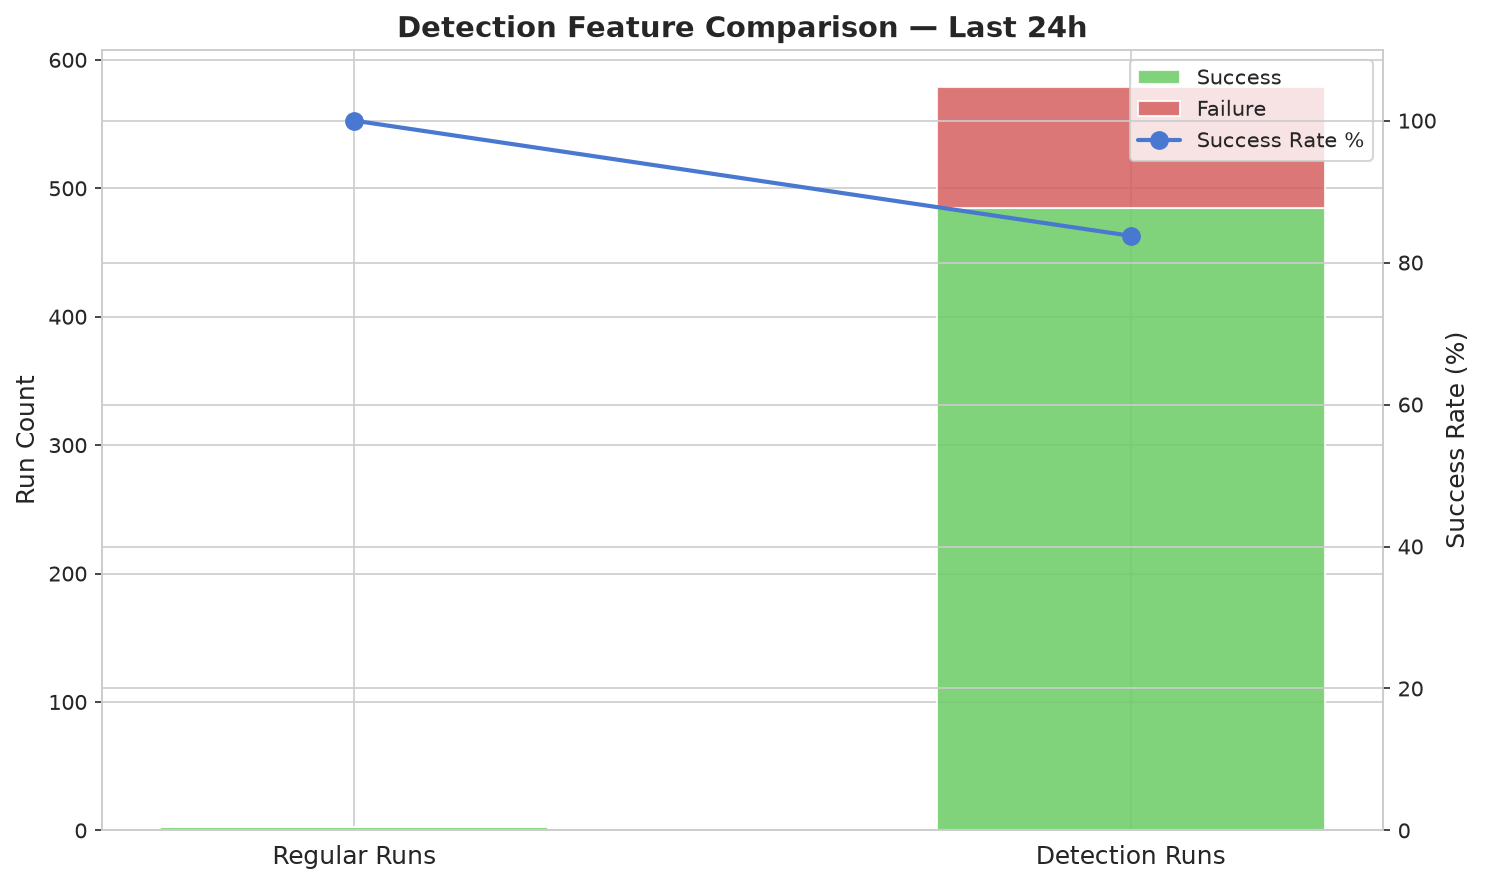 Detection Feature Comparison — Last 24h
Success
Failure
Success Rate %
600
500
400
300
200
100
0
Run Count
100
80
60
40
20
0
Success Rate (%)
Regular Runs
Detection Runs